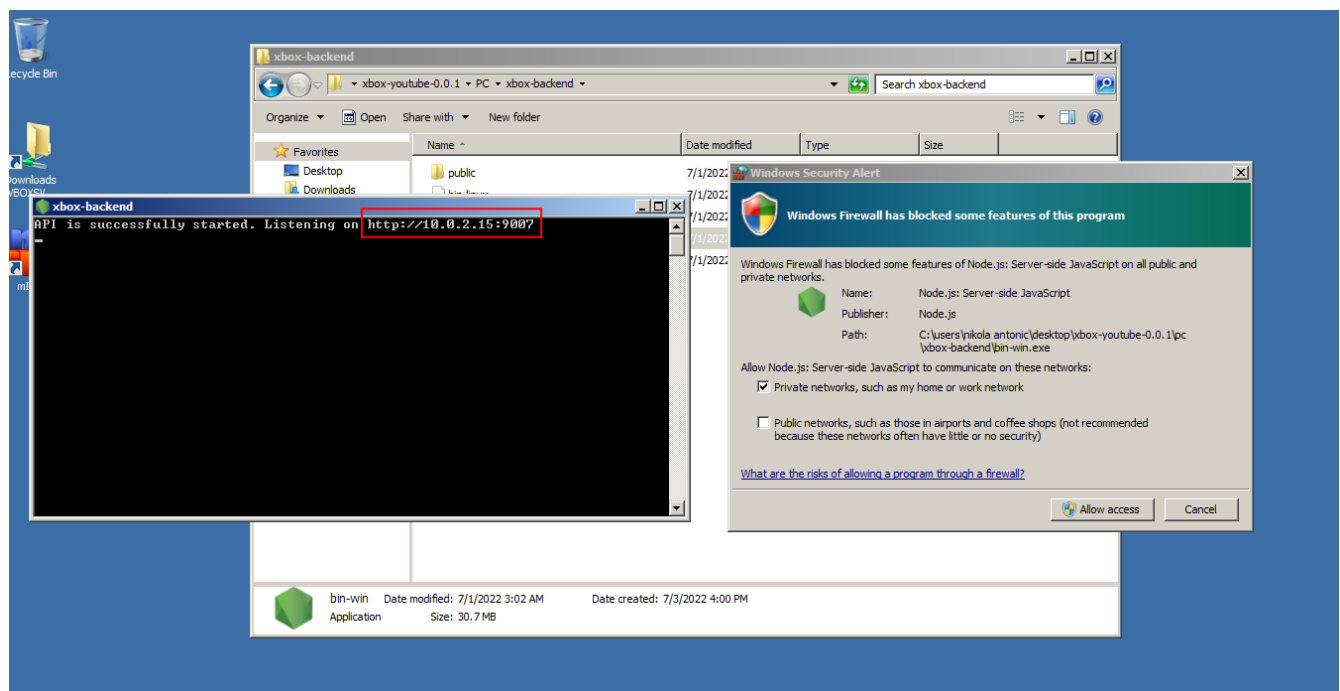 ecycle Bin
Downloads
VBOXSV
xbox-backend
xbox-youtube-0.0.1
PC
xbox-backend
Search xbox-backend
Organize
Open
Share with
New folder
Favorites
Desktop
Downloads
Name
Date modified
Type
Size
public
7/1/2022
7/1/2022
7/1/2022
7/1/2022
7/1/2022
xbox-backend
API is successfully started. Listening on http://10.0.2.15:9007
Windows Security Alert
Windows Firewall has blocked some features of this program
Windows Firewall has blocked some features of Node.js: Server-side JavaScript on all public and
private networks.
Name: Node.js: Server-side JavaScript
Publisher: Node.js
Path: C:\users\nikola antonic\desktop\xbox-youtube-0.0.1\pc
\xbox-backend\bin-win.exe
Allow Node.js: Server-side JavaScript to communicate on these networks:
Private networks, such as my home or work network
Public networks, such as those in airports and coffee shops (not recommended
because these networks often have little or no security)
What are the risks of allowing a program through a firewall?
Allow access
Cancel
bin-win Date modified: 7/1/2022 3:02 AM Date created: 7/3/2022 4:00 PM
Application Size: 30.7 MB